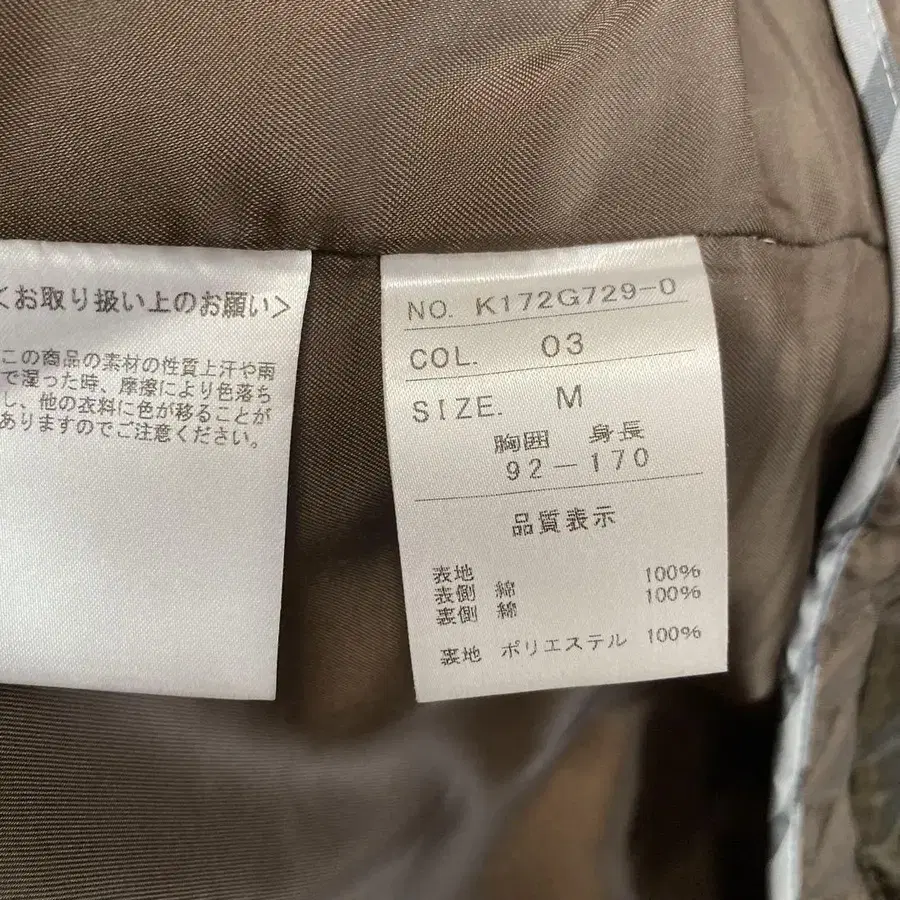 <お取り扱い上のお願い>
この商品の素材の性質上汗や雨
で湿った時、摩擦により色落ち
し、他の衣料に色が移ることが
ありますのでご注意ください。
NO. K172G729-0
COL. 03
SIZE. M
胸囲 身長
92-170
品質表示
表地
表側 綿 100%
裏側 綿 100%
裏地 ポリエステル 100%